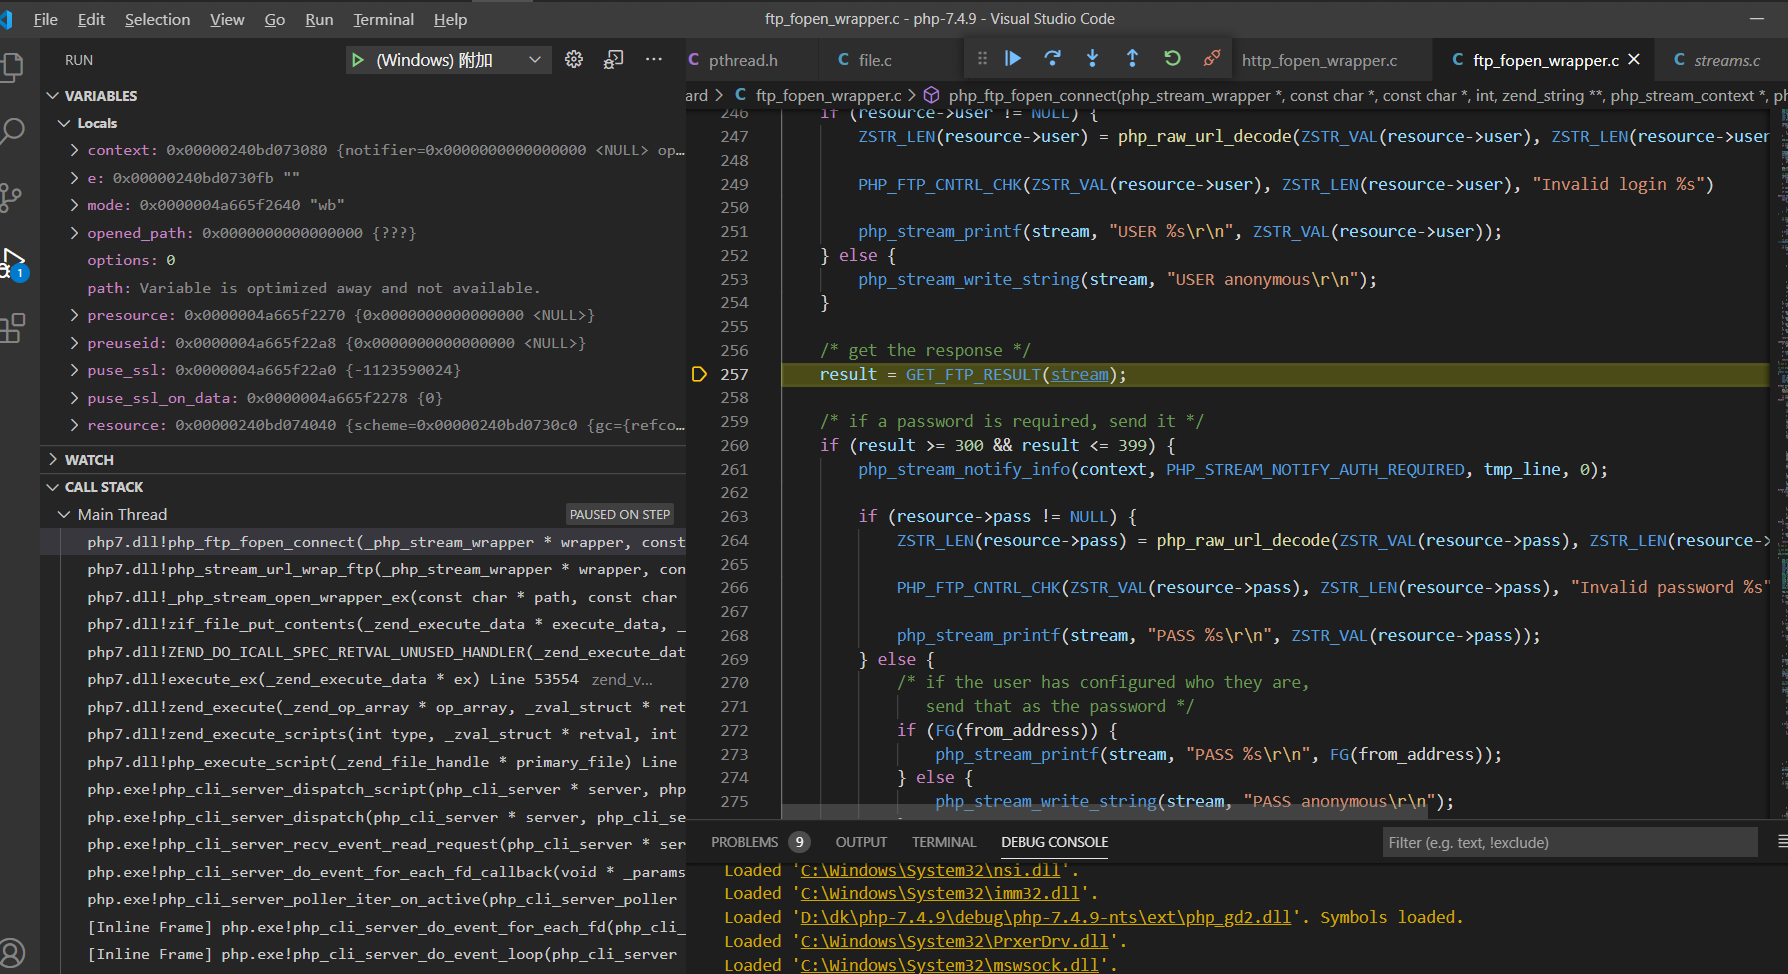 File Edit Selection View Go Run Terminal Help
ftp_fopen_wrapper.c - php-7.4.9 - Visual Studio Code
RUN
(Windows) 附加
VARIABLES
Locals
context: 0x00000240bd073080 {notifier=0x0000000000000000 <NULL> op…
e: 0x00000240bd0730fb ""
mode: 0x0000004a665f2640 "wb"
opened_path: 0x0000000000000000 {???}
options: 0
path: Variable is optimized away and not available.
presource: 0x0000004a665f2270 {0x0000000000000000 <NULL>}
preuseid: 0x0000004a665f22a8 {0x0000000000000000 <NULL>}
puse_ssl: 0x0000004a665f22a0 {-1123590024}
puse_ssl_on_data: 0x0000004a665f2278 {0}
resource: 0x00000240bd074040 {scheme=0x00000240bd0730c0 {gc={refco…
WATCH
CALL STACK
Main Thread PAUSED ON STEP
php7.dll!php_ftp_fopen_connect(_php_stream_wrapper * wrapper, const
php7.dll!php_stream_url_wrap_ftp(_php_stream_wrapper * wrapper, con
php7.dll!_php_stream_open_wrapper_ex(const char * path, const char
php7.dll!zif_file_put_contents(_zend_execute_data * execute_data, _
php7.dll!ZEND_DO_ICALL_SPEC_RETVAL_UNUSED_HANDLER(_zend_execute_dat
php7.dll!execute_ex(_zend_execute_data * ex) Line 53554 zend_v…
php7.dll!zend_execute(_zend_op_array * op_array, _zval_struct * ret
php7.dll!zend_execute_scripts(int type, _zval_struct * retval, int
php7.dll!php_execute_script(_zend_file_handle * primary_file) Line
php.exe!php_cli_server_dispatch_script(php_cli_server * server, php
php.exe!php_cli_server_dispatch(php_cli_server * server, php_cli_se
php.exe!php_cli_server_recv_event_read_request(php_cli_server * ser
php.exe!php_cli_server_do_event_for_each_fd_callback(void * _params
php.exe!php_cli_server_poller_iter_on_active(php_cli_server_poller
[Inline Frame] php.exe!php_cli_server_do_event_for_each_fd(php_cli_
[Inline Frame] php.exe!php_cli_server_do_event_loop(php_cli_server
1
C pthread.h
C file.c
http_fopen_wrapper.c
C ftp_fopen_wrapper.c
C streams.c
ard > C ftp_fopen_wrapper.c > php_ftp_fopen_connect(php_stream_wrapper *, const char *, const char *, int, zend_string **, php_stream_context *, ph
246 if (resource->user != NULL) {
247 ZSTR_LEN(resource->user) = php_raw_url_decode(ZSTR_VAL(resource->user), ZSTR_LEN(resource->user
248
249 PHP_FTP_CNTRL_CHK(ZSTR_VAL(resource->user), ZSTR_LEN(resource->user), "Invalid login %s")
250
251 php_stream_printf(stream, "USER %s\r\n", ZSTR_VAL(resource->user));
252 } else {
253 php_stream_write_string(stream, "USER anonymous\r\n");
254 }
255
256 /* get the response */
257 result = GET_FTP_RESULT(stream);
258
259 /* if a password is required, send it */
260 if (result >= 300 && result <= 399) {
261 php_stream_notify_info(context, PHP_STREAM_NOTIFY_AUTH_REQUIRED, tmp_line, 0);
262
263 if (resource->pass != NULL) {
264 ZSTR_LEN(resource->pass) = php_raw_url_decode(ZSTR_VAL(resource->pass), ZSTR_LEN(resource->
265
266 PHP_FTP_CNTRL_CHK(ZSTR_VAL(resource->pass), ZSTR_LEN(resource->pass), "Invalid password %s"
267
268 php_stream_printf(stream, "PASS %s\r\n", ZSTR_VAL(resource->pass));
269 } else {
270 /* if the user has configured who they are,
271 send that as the password */
272 if (FG(from_address)) {
273 php_stream_printf(stream, "PASS %s\r\n", FG(from_address));
274 } else {
275 php_stream_write_string(stream, "PASS anonymous\r\n");
PROBLEMS 9 OUTPUT TERMINAL DEBUG CONSOLE
Filter (e.g. text, !exclude)
Loaded 'C:\Windows\System32\nsi.dll'.
Loaded 'C:\Windows\System32\imm32.dll'.
Loaded 'D:\dk\php-7.4.9\debug\php-7.4.9-nts\ext\php_gd2.dll'. Symbols loaded.
Loaded 'C:\Windows\System32\PrxerDrv.dll'.
Loaded 'C:\Windows\System32\mswsock.dll'.